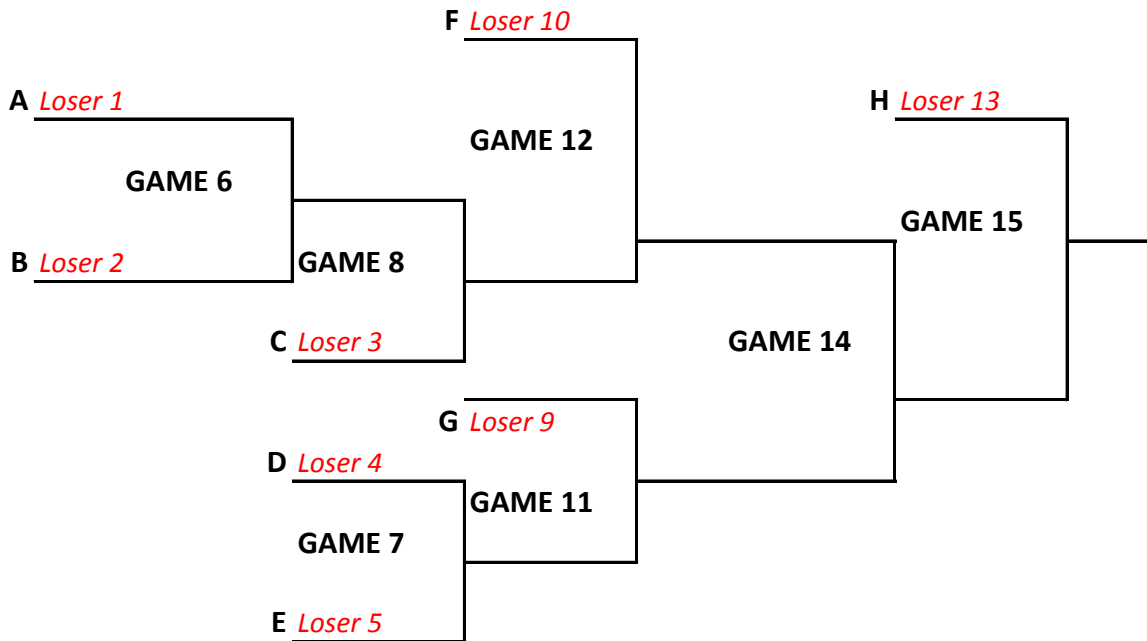 F Loser 10
A Loser 1
H Loser 13
GAME 12
GAME 6
GAME 15
B Loser 2
GAME 8
C Loser 3
GAME 14
G Loser 9
D Loser 4
GAME 11
GAME 7
E Loser 5